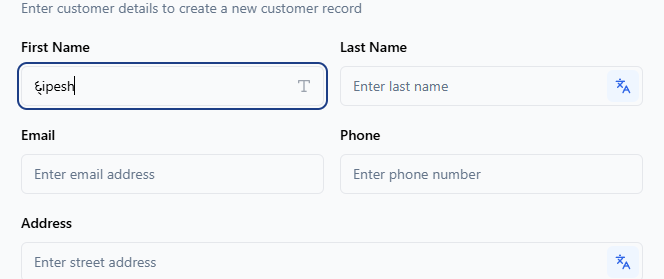 Enter customer details to create a new customer record
First Name
Last Name
દipesh
Enter last name
Email
Phone
Enter email address
Enter phone number
Address
Enter street address